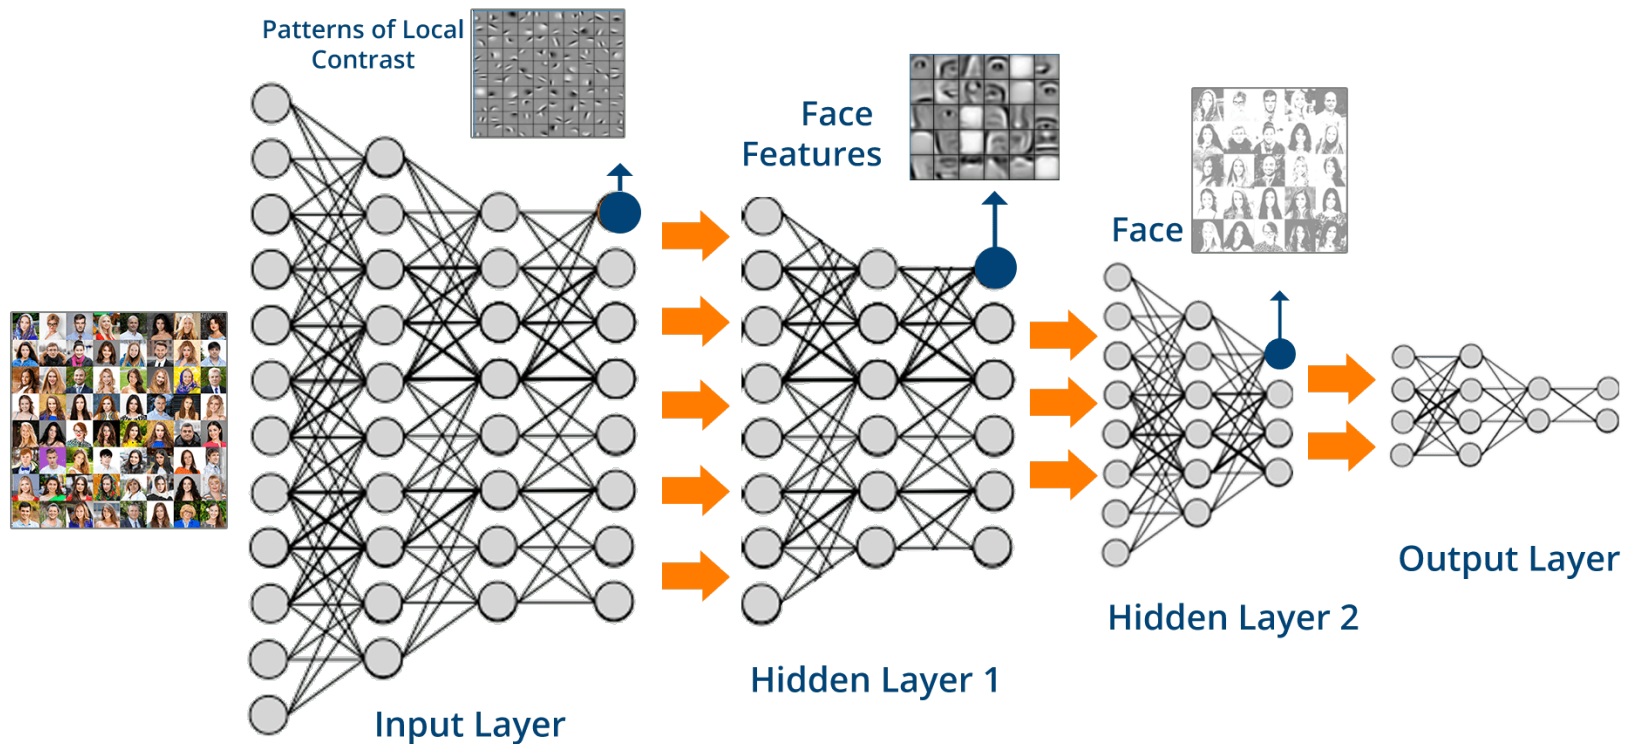 Patterns of Local
Contrast
Face
Features
Face
Input Layer
Hidden Layer 1
Hidden Layer 2
Output Layer